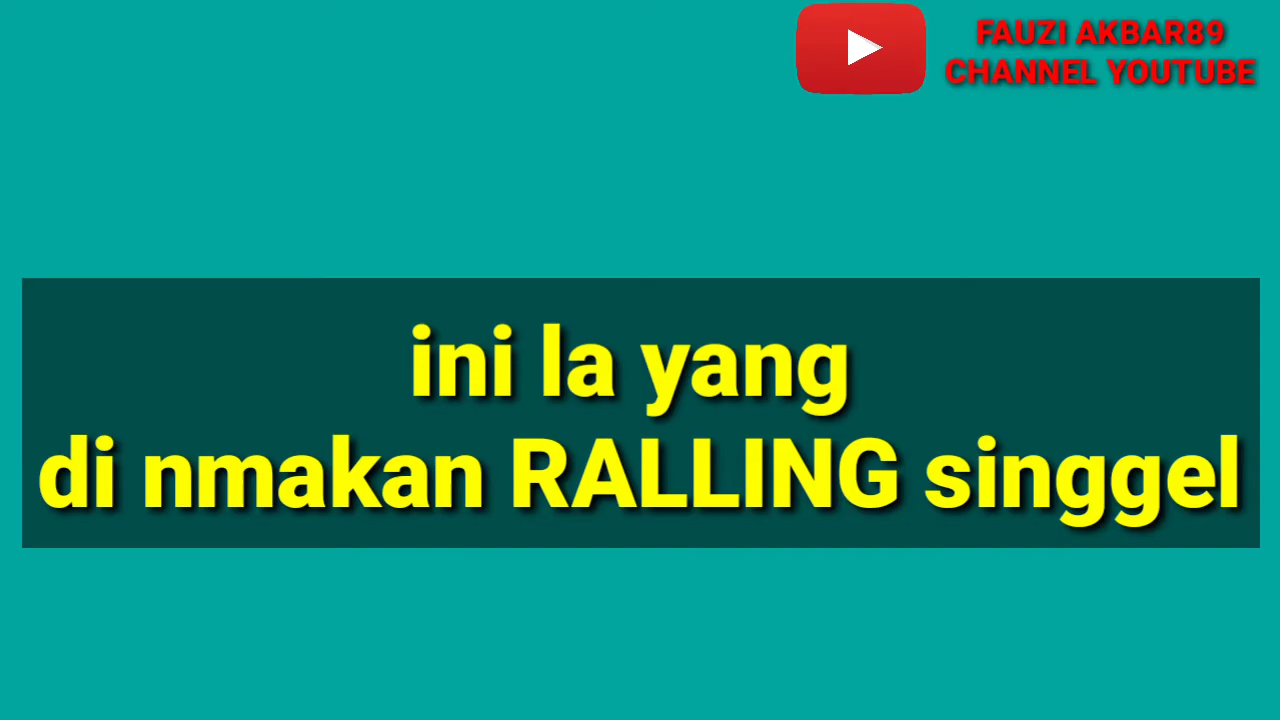 FAUZI AKBAR89
CHANNEL YOUTUBE
ini la yang
di nmakan RALLING singgel